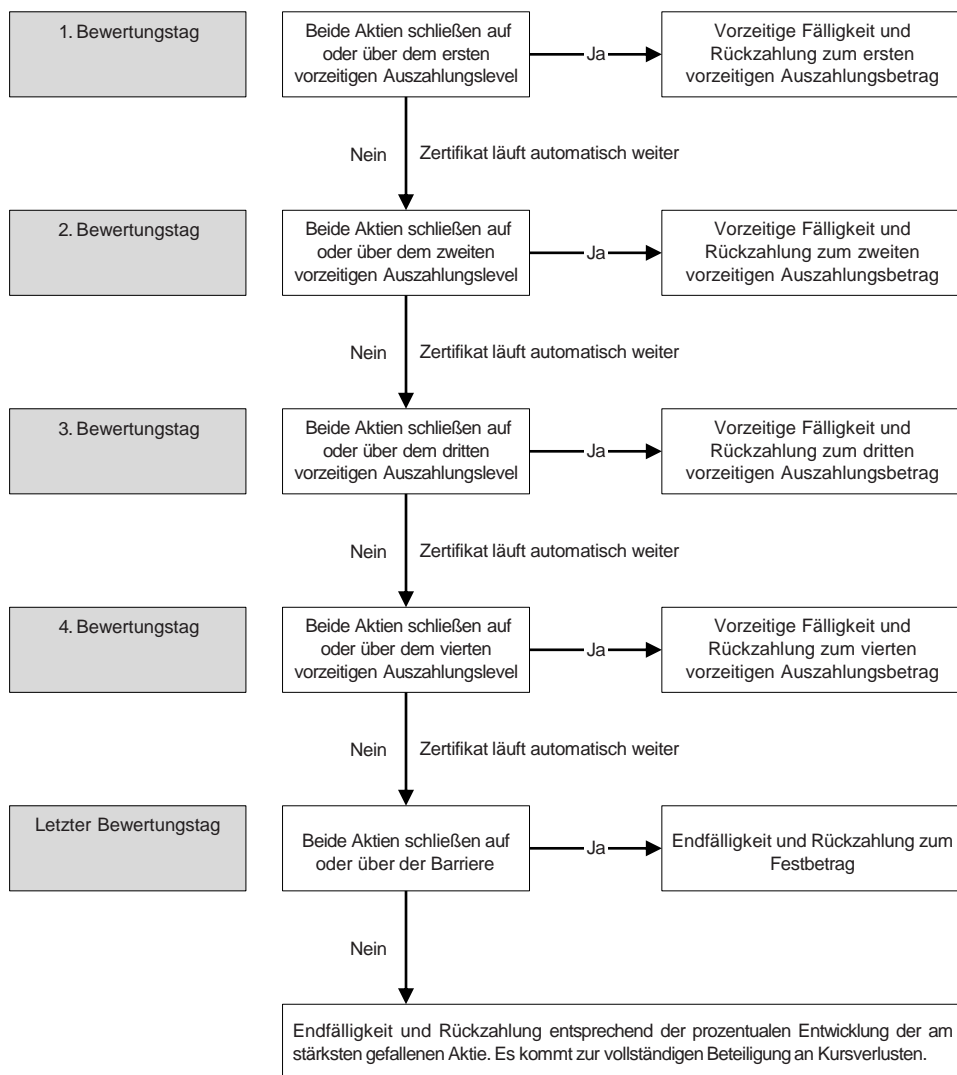 1. Bewertungstag
Beide Aktien schließen auf
oder über dem ersten
vorzeitigen Auszahlungslevel
Ja
Vorzeitige Fälligkeit und
Rückzahlung zum ersten
vorzeitigen Auszahlungsbetrag
Nein
Zertifikat läuft automatisch weiter
2. Bewertungstag
Beide Aktien schließen auf
oder über dem zweiten
vorzeitigen Auszahlungslevel
Ja
Vorzeitige Fälligkeit und
Rückzahlung zum zweiten
vorzeitigen Auszahlungsbetrag
Nein
Zertifikat läuft automatisch weiter
3. Bewertungstag
Beide Aktien schließen auf
oder über dem dritten
vorzeitigen Auszahlungslevel
Ja
Vorzeitige Fälligkeit und
Rückzahlung zum dritten
vorzeitigen Auszahlungsbetrag
Nein
Zertifikat läuft automatisch weiter
4. Bewertungstag
Beide Aktien schließen auf
oder über dem vierten
vorzeitigen Auszahlungslevel
Ja
Vorzeitige Fälligkeit und
Rückzahlung zum vierten
vorzeitigen Auszahlungsbetrag
Nein
Zertifikat läuft automatisch weiter
Letzter Bewertungstag
Beide Aktien schließen auf
oder über der Barriere
Ja
Endfälligkeit und Rückzahlung zum
Festbetrag
Nein
Endfälligkeit und Rückzahlung entsprechend der prozentualen Entwicklung der am
stärksten gefallenen Aktie. Es kommt zur vollständigen Beteiligung an Kursverlusten.